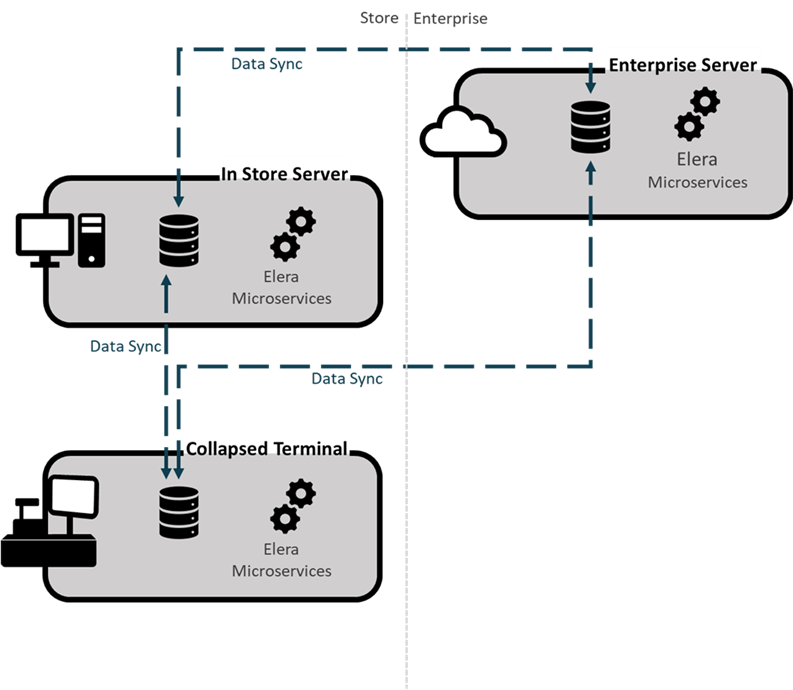 Store
Enterprise
Data Sync
Enterprise Server
Elera
Microservices
In Store Server
Elera
Microservices
Data Sync
Data Sync
Collapsed Terminal
Elera
Microservices